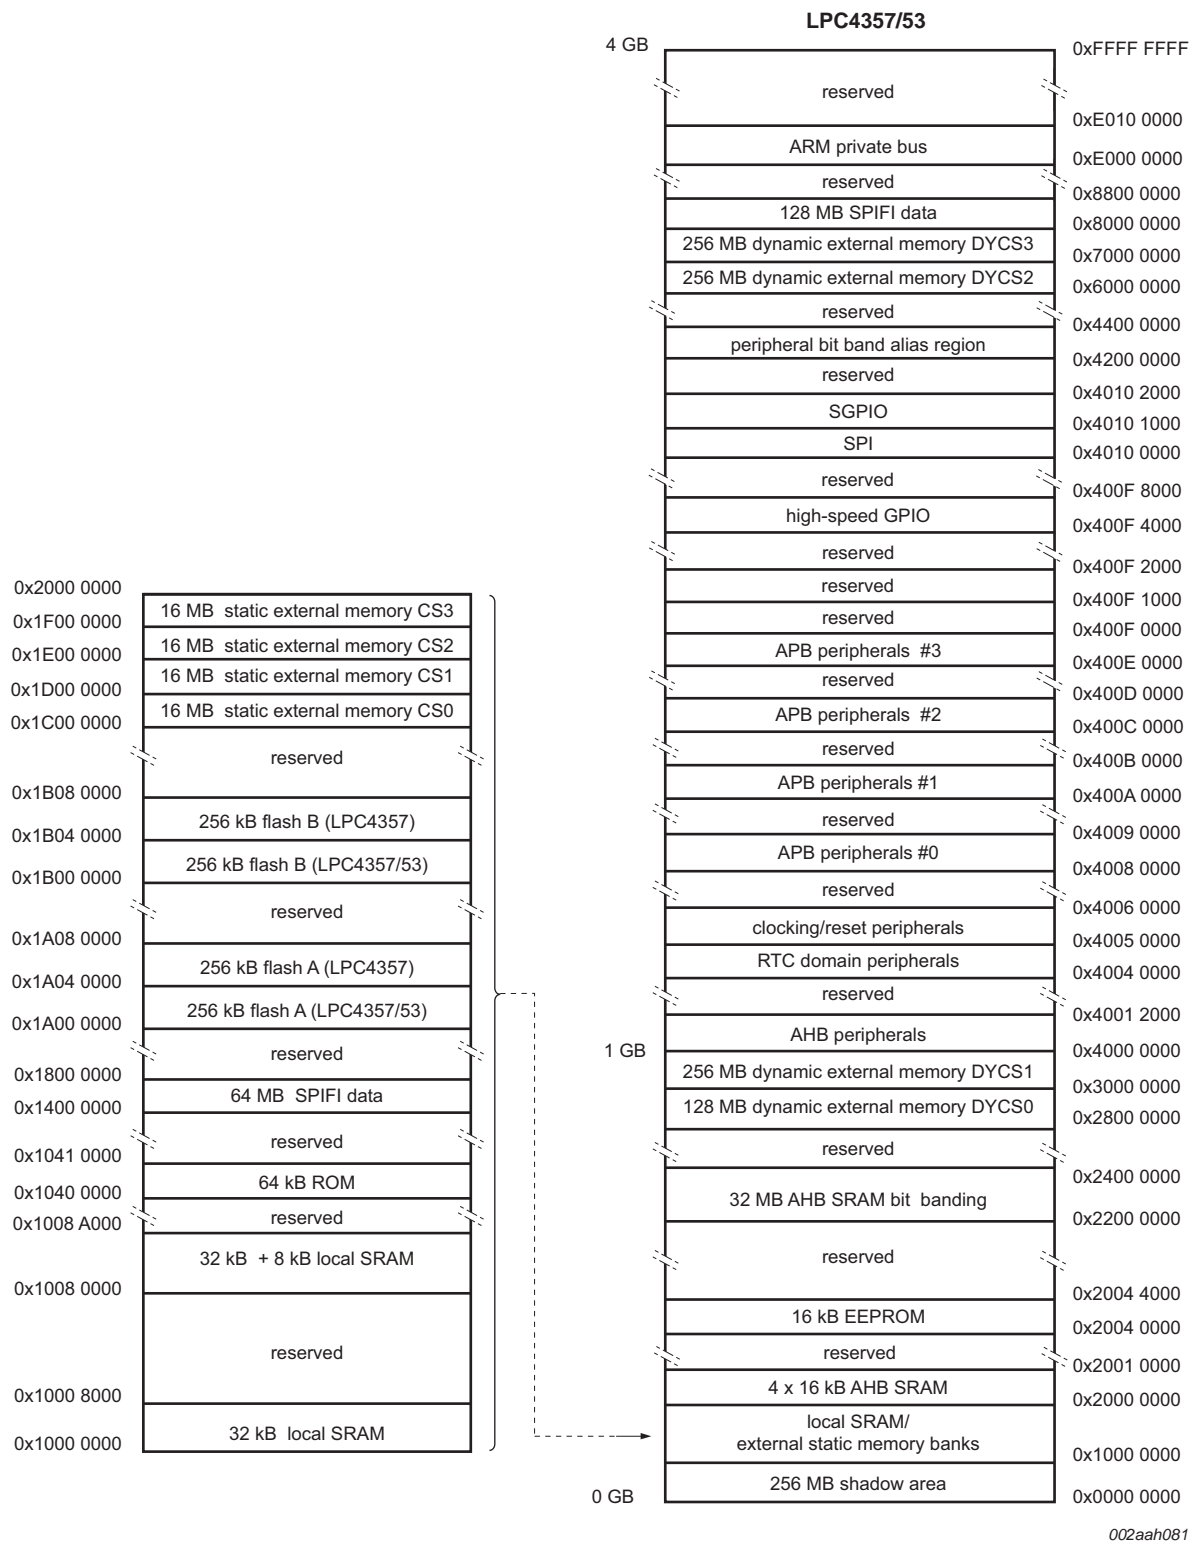 LPC4357/53
4 GB
0xFFFF FFFF
reserved
0xE010 0000
ARM private bus
0xE000 0000
reserved
0x8800 0000
128 MB SPIFI data
0x8000 0000
256 MB dynamic external memory DYCS3
0x7000 0000
256 MB dynamic external memory DYCS2
0x6000 0000
reserved
0x4400 0000
peripheral bit band alias region
0x4200 0000
reserved
0x4010 2000
SGPIO
0x4010 1000
SPI
0x4010 0000
reserved
0x400F 8000
high-speed GPIO
0x400F 4000
reserved
0x400F 2000
reserved
0x400F 1000
reserved
0x400F 0000
APB peripherals #3
0x400E 0000
reserved
0x400D 0000
APB peripherals #2
0x400C 0000
reserved
0x400B 0000
APB peripherals #1
0x400A 0000
reserved
0x4009 0000
APB peripherals #0
0x4008 0000
reserved
0x4006 0000
clocking/reset peripherals
0x4005 0000
RTC domain peripherals
0x4004 0000
reserved
0x4001 2000
AHB peripherals
1 GB
0x4000 0000
256 MB dynamic external memory DYCS1
0x3000 0000
128 MB dynamic external memory DYCS0
0x2800 0000
reserved
0x2400 0000
32 MB AHB SRAM bit banding
0x2200 0000
reserved
0x2004 4000
16 kB EEPROM
0x2004 0000
reserved
0x2001 0000
4 x 16 kB AHB SRAM
0x2000 0000
local SRAM/
external static memory banks
0x1000 0000
256 MB shadow area
0 GB
0x0000 0000
0x2000 0000
16 MB static external memory CS3
0x1F00 0000
16 MB static external memory CS2
0x1E00 0000
16 MB static external memory CS1
0x1D00 0000
16 MB static external memory CS0
0x1C00 0000
reserved
0x1B08 0000
256 kB flash B (LPC4357)
0x1B04 0000
256 kB flash B (LPC4357/53)
0x1B00 0000
reserved
0x1A08 0000
256 kB flash A (LPC4357)
0x1A04 0000
256 kB flash A (LPC4357/53)
0x1A00 0000
reserved
0x1800 0000
64 MB SPIFI data
0x1400 0000
reserved
0x1041 0000
64 kB ROM
0x1040 0000
reserved
0x1008 A000
32 kB + 8 kB local SRAM
0x1008 0000
reserved
0x1000 8000
32 kB local SRAM
0x1000 0000
002aah081